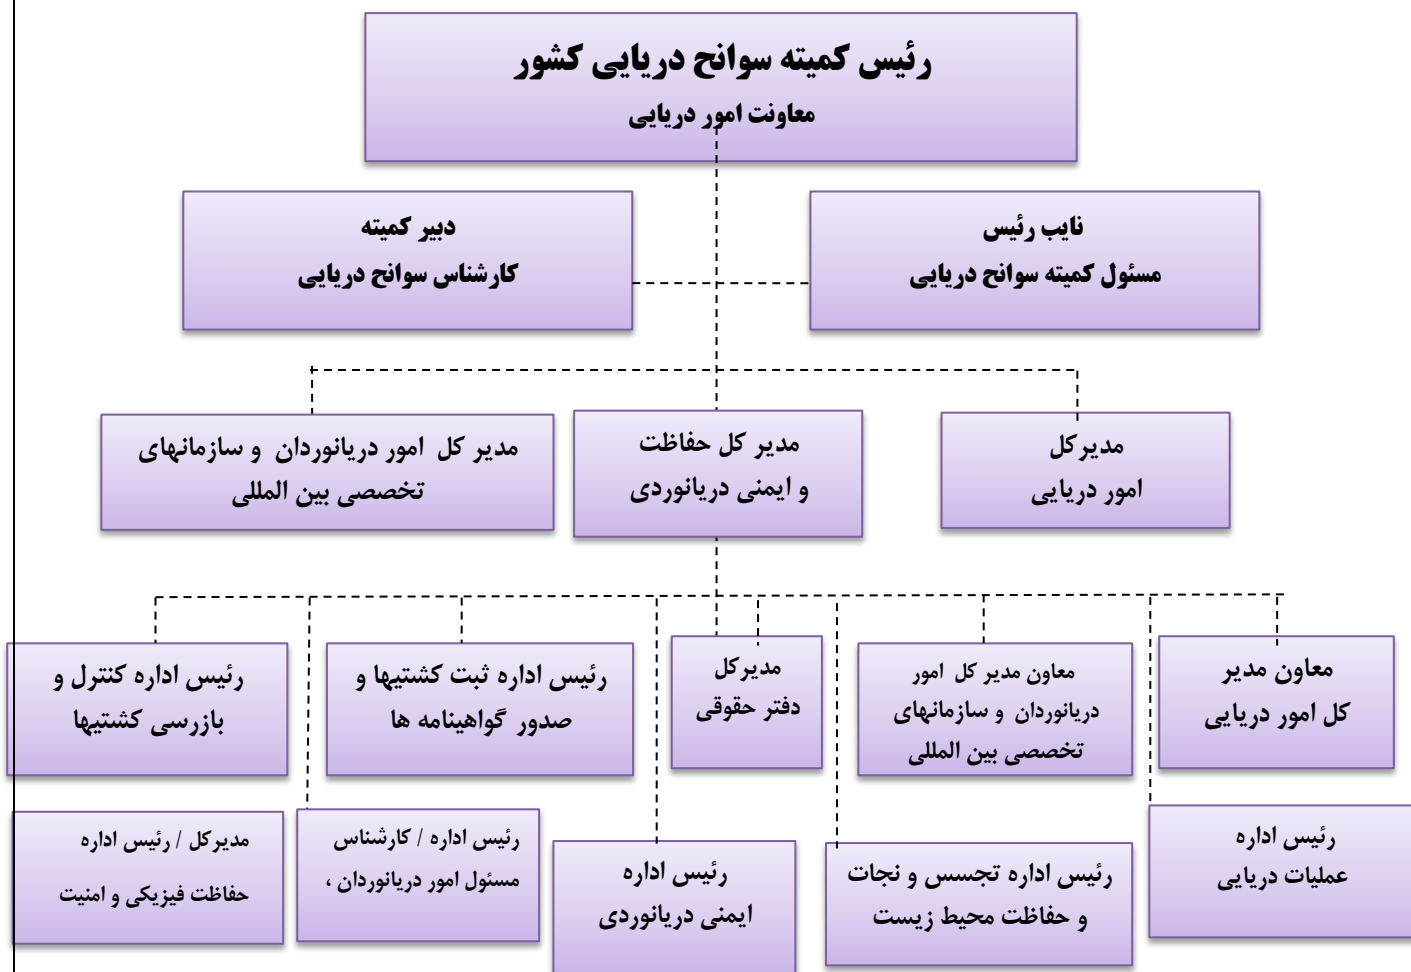 رئیس کمیته سوانح دریایی کشور
معاونت امور دریایی
نایب رئیس
مسئول کمیته سوانح دریایی
دبیر کمیته
کارشناس سوانح دریایی
مدیرکل
امور دریایی
مدیر کل حفاظت
و ایمنی دریانوردی
مدیر کل امور دریانوردان و سازمانهای
تخصصی بین المللی
معاون مدیر
کل امور دریایی
معاون مدیر کل امور
دریانوردان و سازمانهای
تخصصی بین المللی
مدیرکل
دفتر حقوقی
رئیس اداره ثبت کشتیها و
صدور گواهینامه ها
رئیس اداره کنترل و
بازرسی کشتیها
رئیس اداره
عملیات دریایی
رئیس اداره تجسس و نجات
و حفاظت محیط زیست
رئیس اداره
ایمنی دریانوردی
رئیس اداره / کارشناس
مسئول امور دریانوردان ،
مدیرکل / رئیس اداره
حفاظت فیزیکی و امنیت